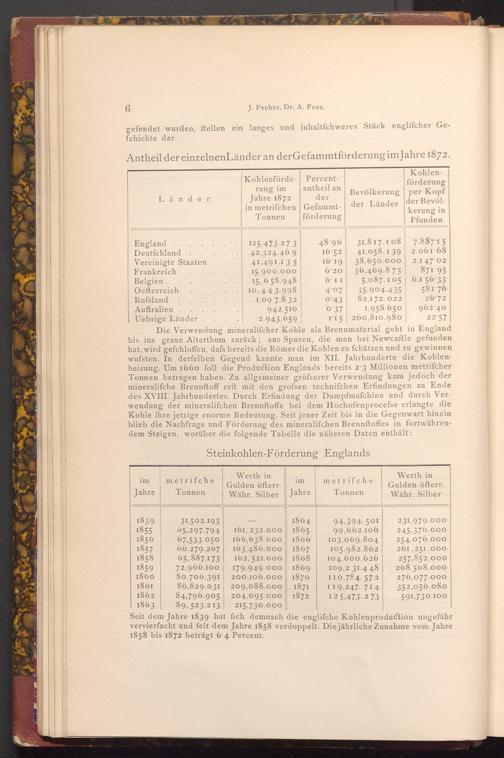 6
J. Pechar, Dr. A. Peez.
gesendet wurden, stellen ein langes und inhaltschweres Stück englischer Ge-
schichte dar.
Antheil der einzelnen Länder an der Gesammtförderung im Jahre 1872.
Länder
Kohlenförde-
rung im
Jahre 1872
in metrischen
Tonnen
Percent-
antheil an
der
Gesammt-
förderung
Bevölkerung
der Länder
Kohlen-
förderung
per Kopf
der Bevöl-
kerung in
Pfunden
England . . . . . 125,473.273 48·96 31,817.108 7.887·15
Deutschland . . . . 42,324.469 16·52 41,058.139 2.061·68
Vereinigte Staaten . . . 41,491.135 16·19 38,650.000 2.147·02
Frankreich . . . . 15,900.000 6·20 36,469.875 871·95
Belgien . . . . . 15,658.948 6·11 5,087.105 6.156·33
Oesterreich . . . . 10,443.998 4·07 35,904.435 581·76
Russland . . . . 1,097.832 0·43 82,172.022 26·72
Australien . . . . 942.510 0·37 1,958.650 962·40
Uebrige Länder . . . . 2,943.659 1·15 260,810.980 22·57
Die Verwendung mineralischer Kohle als Brennmaterial geht in England
bis ins graue Alterthum zurück; aus Spuren, die man bei Newcastle gefunden
hat, wird geschlossen, dass bereits die Römer die Kohlen zu schätzen und zu gewinnen
wussten. In derselben Gegend kannte man im XII. Jahrhunderte die Kohlen-
heizung. Um 1660 soll die Production Englands bereits 2·3 Millionen metrischer
Tonnen betragen haben. Zu allgemeiner grösserer Verwendung kam jedoch der
mineralische Brennstoff erst mit den grossen technischen Erfindungen zu Ende
des XVIII. Jahrhundertes. Durch Erfindung der Dampfmaschine und durch Ver-
wendung der mineralischen Brennstoffe bei dem Hochofenprocesse erlangte die
Kohle ihre jetzige enorme Bedeutung. Seit jener Zeit bis in die Gegenwart hinein
blieb die Nachfrage und Förderung des mineralischen Brennstoffes in fortwähren-
dem Steigen, worüber die folgende Tabelle die näheren Daten enthält:
Steinkohlen-Förderung Englands
im
Jahre
metrische
Tonnen
Werth in
Gulden österr.
Währ. Silber
im
Jahre
metrische
Tonnen
Werth in
Gulden österr.
Währ. Silber
1839 31,502.193 — 1864 94,394.501 231,979.000
1855 65,297.794 161,232.000 1865 99,662.106 245,376.000
1856 67,533.050 166,638.000 1866 103,069.804 254,076.000
1857 66,279.267 163,486.000 1867 105,982.862 261,251.000
1858 65,887.173 162,521.000 1868 104,600.626 257,852.000
1859 72,966.100 179,949.000 1869 109,231.448 268,568.000
1860 80,706.391 200,106.000 1870 110,784.572 276,077.000
1861 86,829.031 209,688.000 1871 119,247.714 352,056.080
1862 84,796.905 204,095.000 1872 125,473.273 591,730.100
1863 89,523.213 215,730.000
Seit dem Jahre 1839 hat sich demnach die englische Kohlenproduction ungefähr
vervierfacht und seit dem Jahre 1858 verdoppelt. Die jährliche Zunahme vom Jahre
1858 bis 1872 beträgt 6·4 Percent.